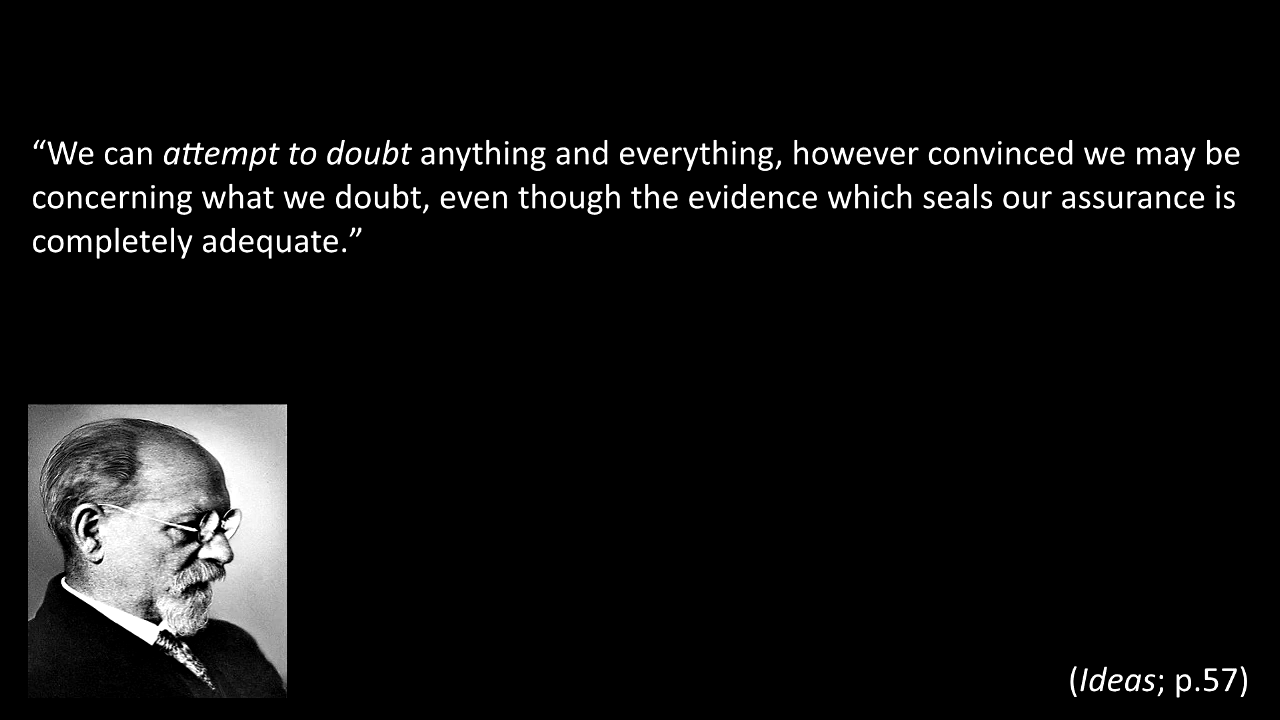 “We can attempt to doubt anything and everything, however convinced we may be
concerning what we doubt, even though the evidence which seals our assurance is
completely adequate.”
(Ideas; p.57)